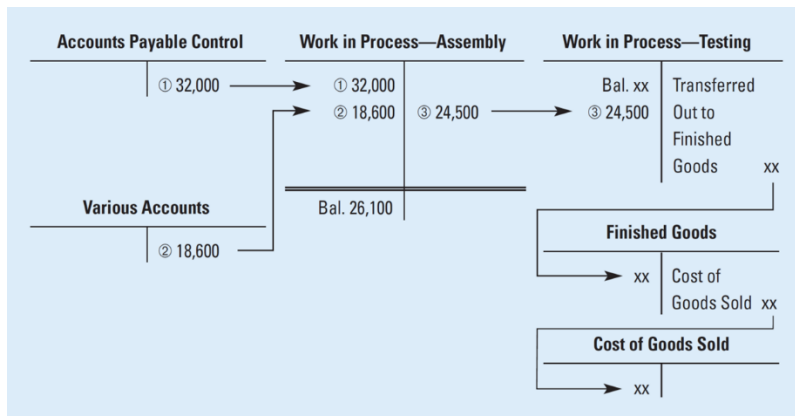 Accounts Payable Control
Work in Process—Assembly
Work in Process—Testing
① 32,000
① 32,000
Bal. xx
Transferred
② 18,600
③ 24,500
③ 24,500
Out to
Finished
Goods xx
Various Accounts
Bal. 26,100
② 18,600
Finished Goods
xx
Cost of
Goods Sold xx
Cost of Goods Sold
xx